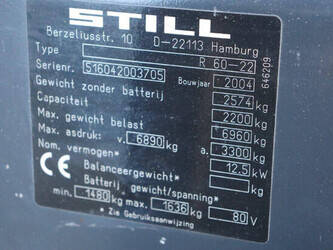 STILL
Berzeliusstr. 10 D-22113 Hamburg
Type R 60-22
Serienr. 516042003705 Bouwjaar 2004
Gewicht zonder batterij 2574 kg
Capaciteit 2200 kg
Max. gewicht belast 6960 kg
Max. asdruk: v. 6890 kg a. 3300 kg
Nom. vermogen* 12.5 kW
CE Balanceergewicht* kg
Batterij gewicht/spanning*
min. 1480 kg max. 1636 kg 80 V
* Zie Gebruiksaanwijzing
646209